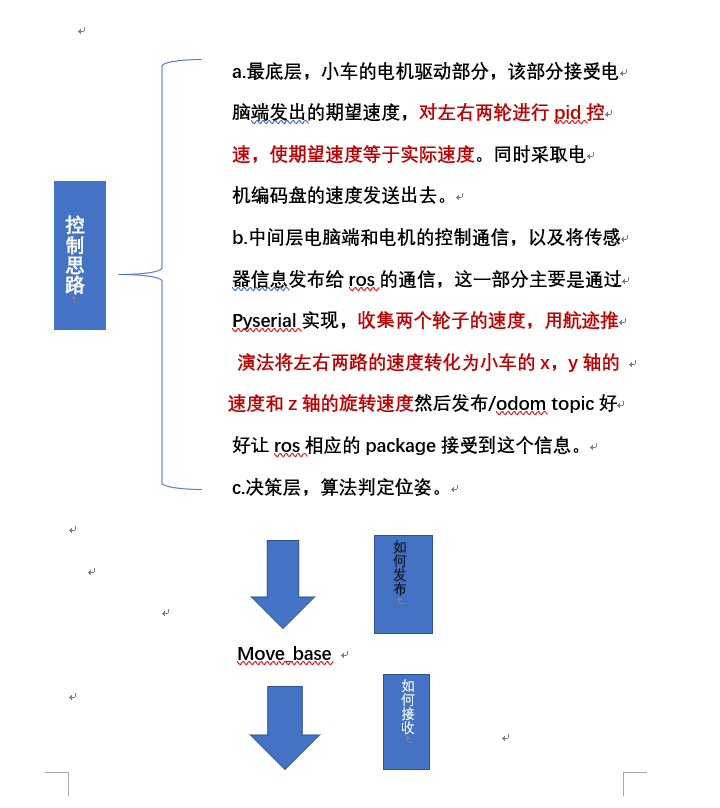 控制思路
a.最底层，小车的电机驱动部分，该部分接受电
脑端发出的期望速度，对左右两轮进行 pid 控
速，使期望速度等于实际速度。同时采取电
机编码盘的速度发送出去。
b.中间层电脑端和电机的控制通信，以及将传感
器信息发布给 ros 的通信，这一部分主要是通过
Pyserial 实现，收集两个轮子的速度，用航迹推
演法将左右两路的速度转化为小车的 x，y 轴的
速度和 z 轴的旋转速度然后发布/odom topic 好
好让 ros 相应的 package 接受到这个信息。
c.决策层，算法判定位姿。
如何发布
Move_base
如何接收